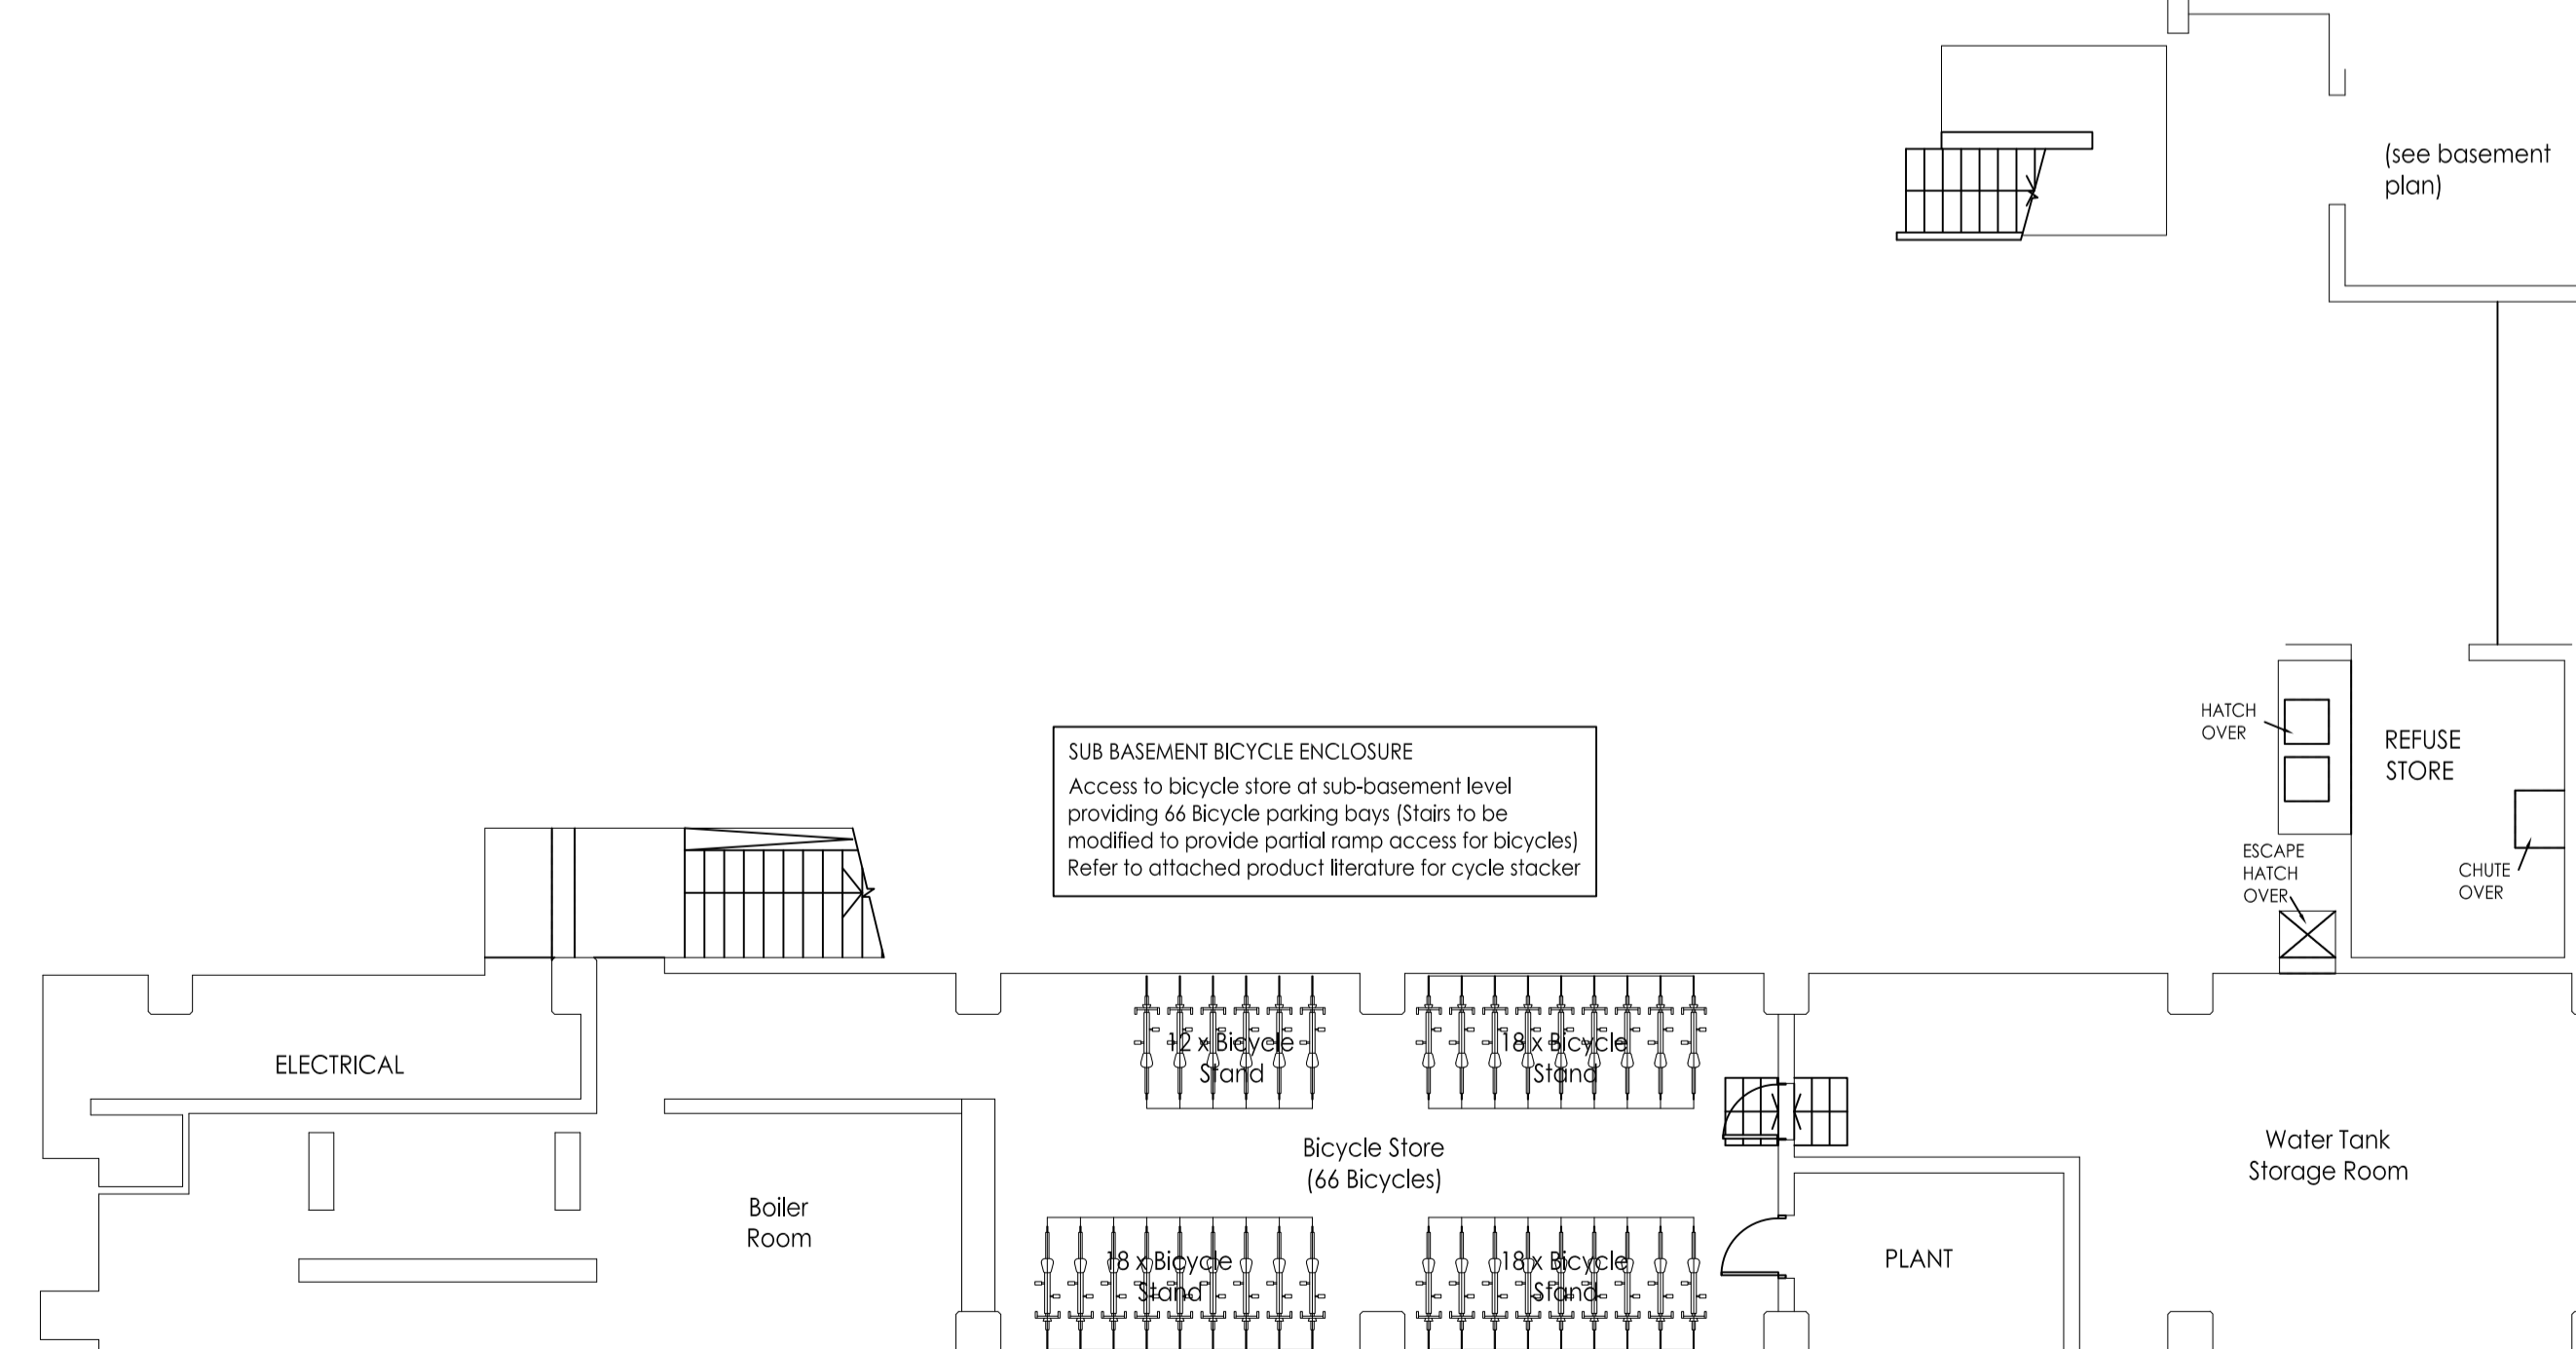 (see basement
plan)
HATCH
OVER
REFUSE
STORE
SUB BASEMENT BICYCLE ENCLOSURE
Access to bicycle store at sub-basement level
providing 66 Bicycle parking bays (Stairs to be
modified to provide partial ramp access for bicycles)
Refer to attached product literature for cycle stacker
ESCAPE
HATCH
OVER
CHUTE
OVER
ELECTRICAL
12 x Bicycle
Stand
18 x Bicycle
Stand
Bicycle Store
(66 Bicycles)
Water Tank
Storage Room
Boiler
Room
18 x Bicycle
Stand
18 x Bicycle
Stand
PLANT